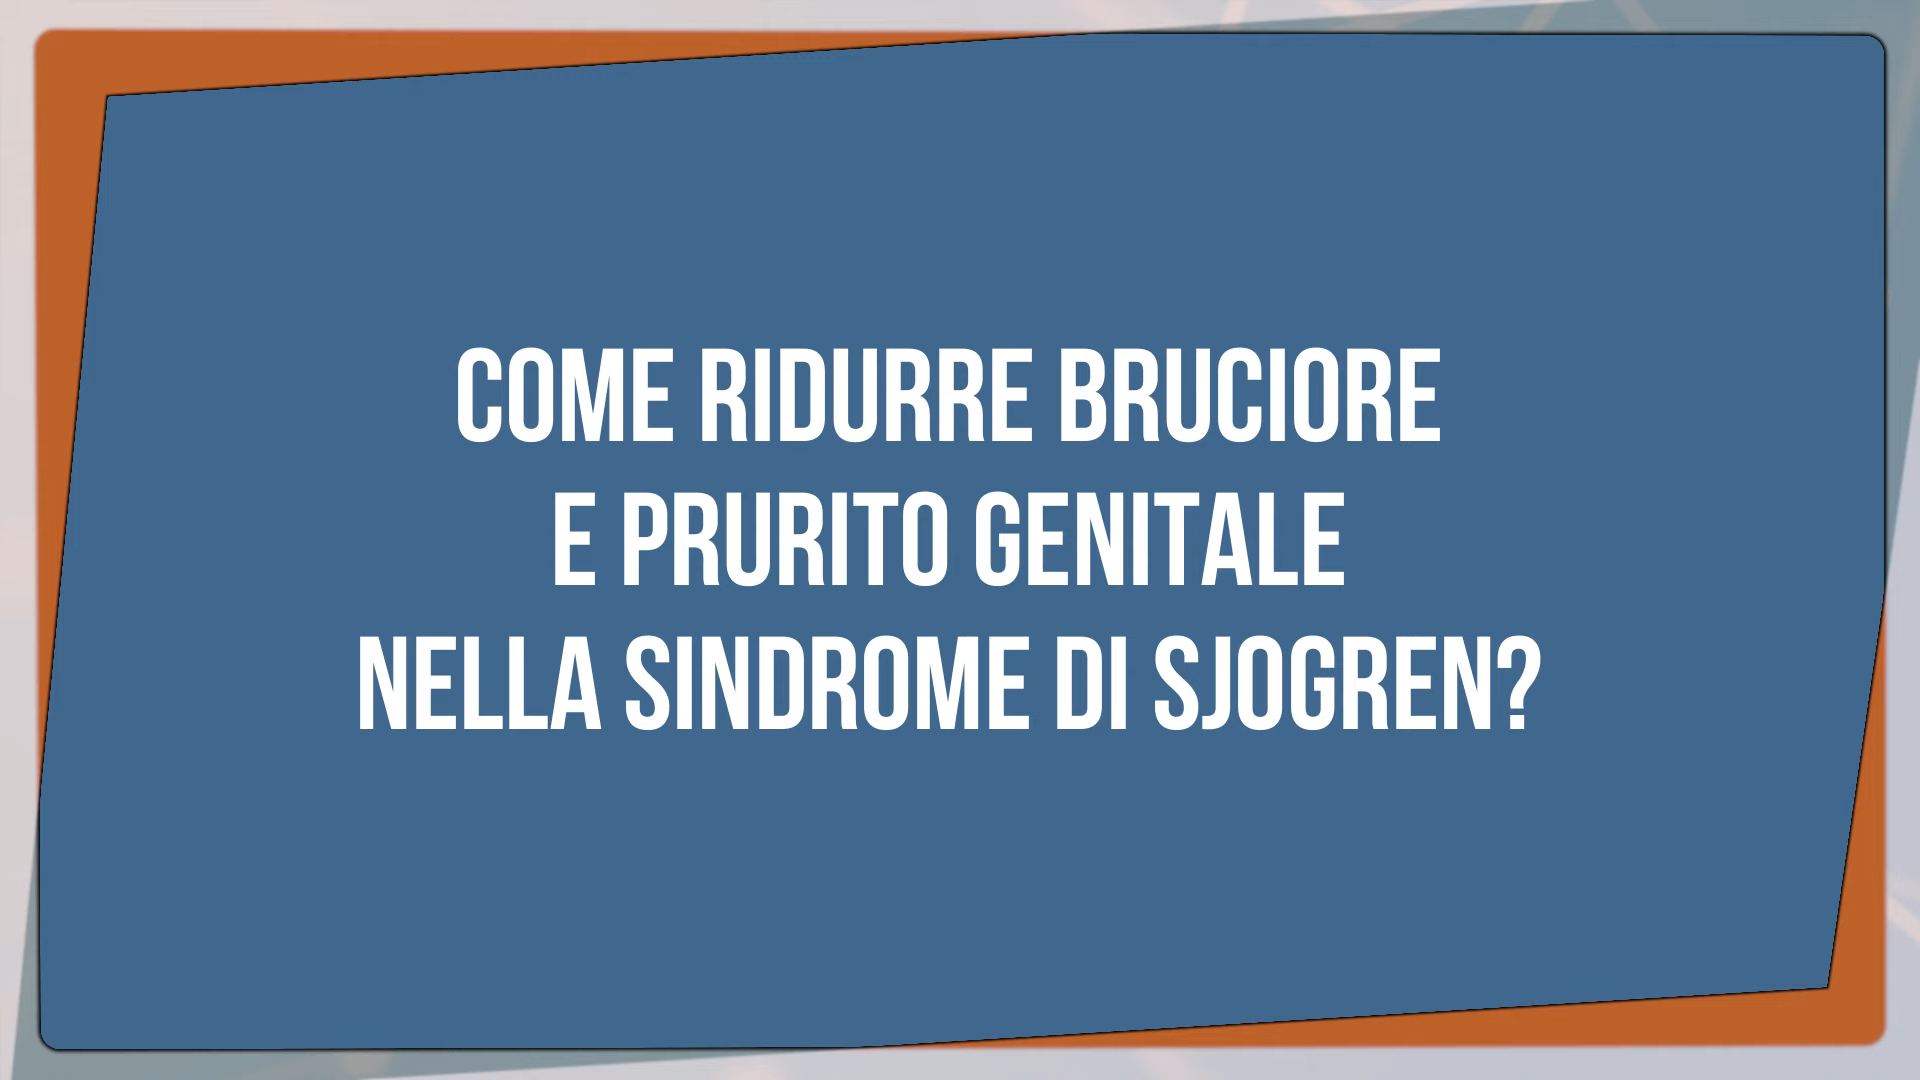 COME RIDURRE BRUCIORE
E PRURITO GENITALE
NELLA SINDROME DI SJOGREN?